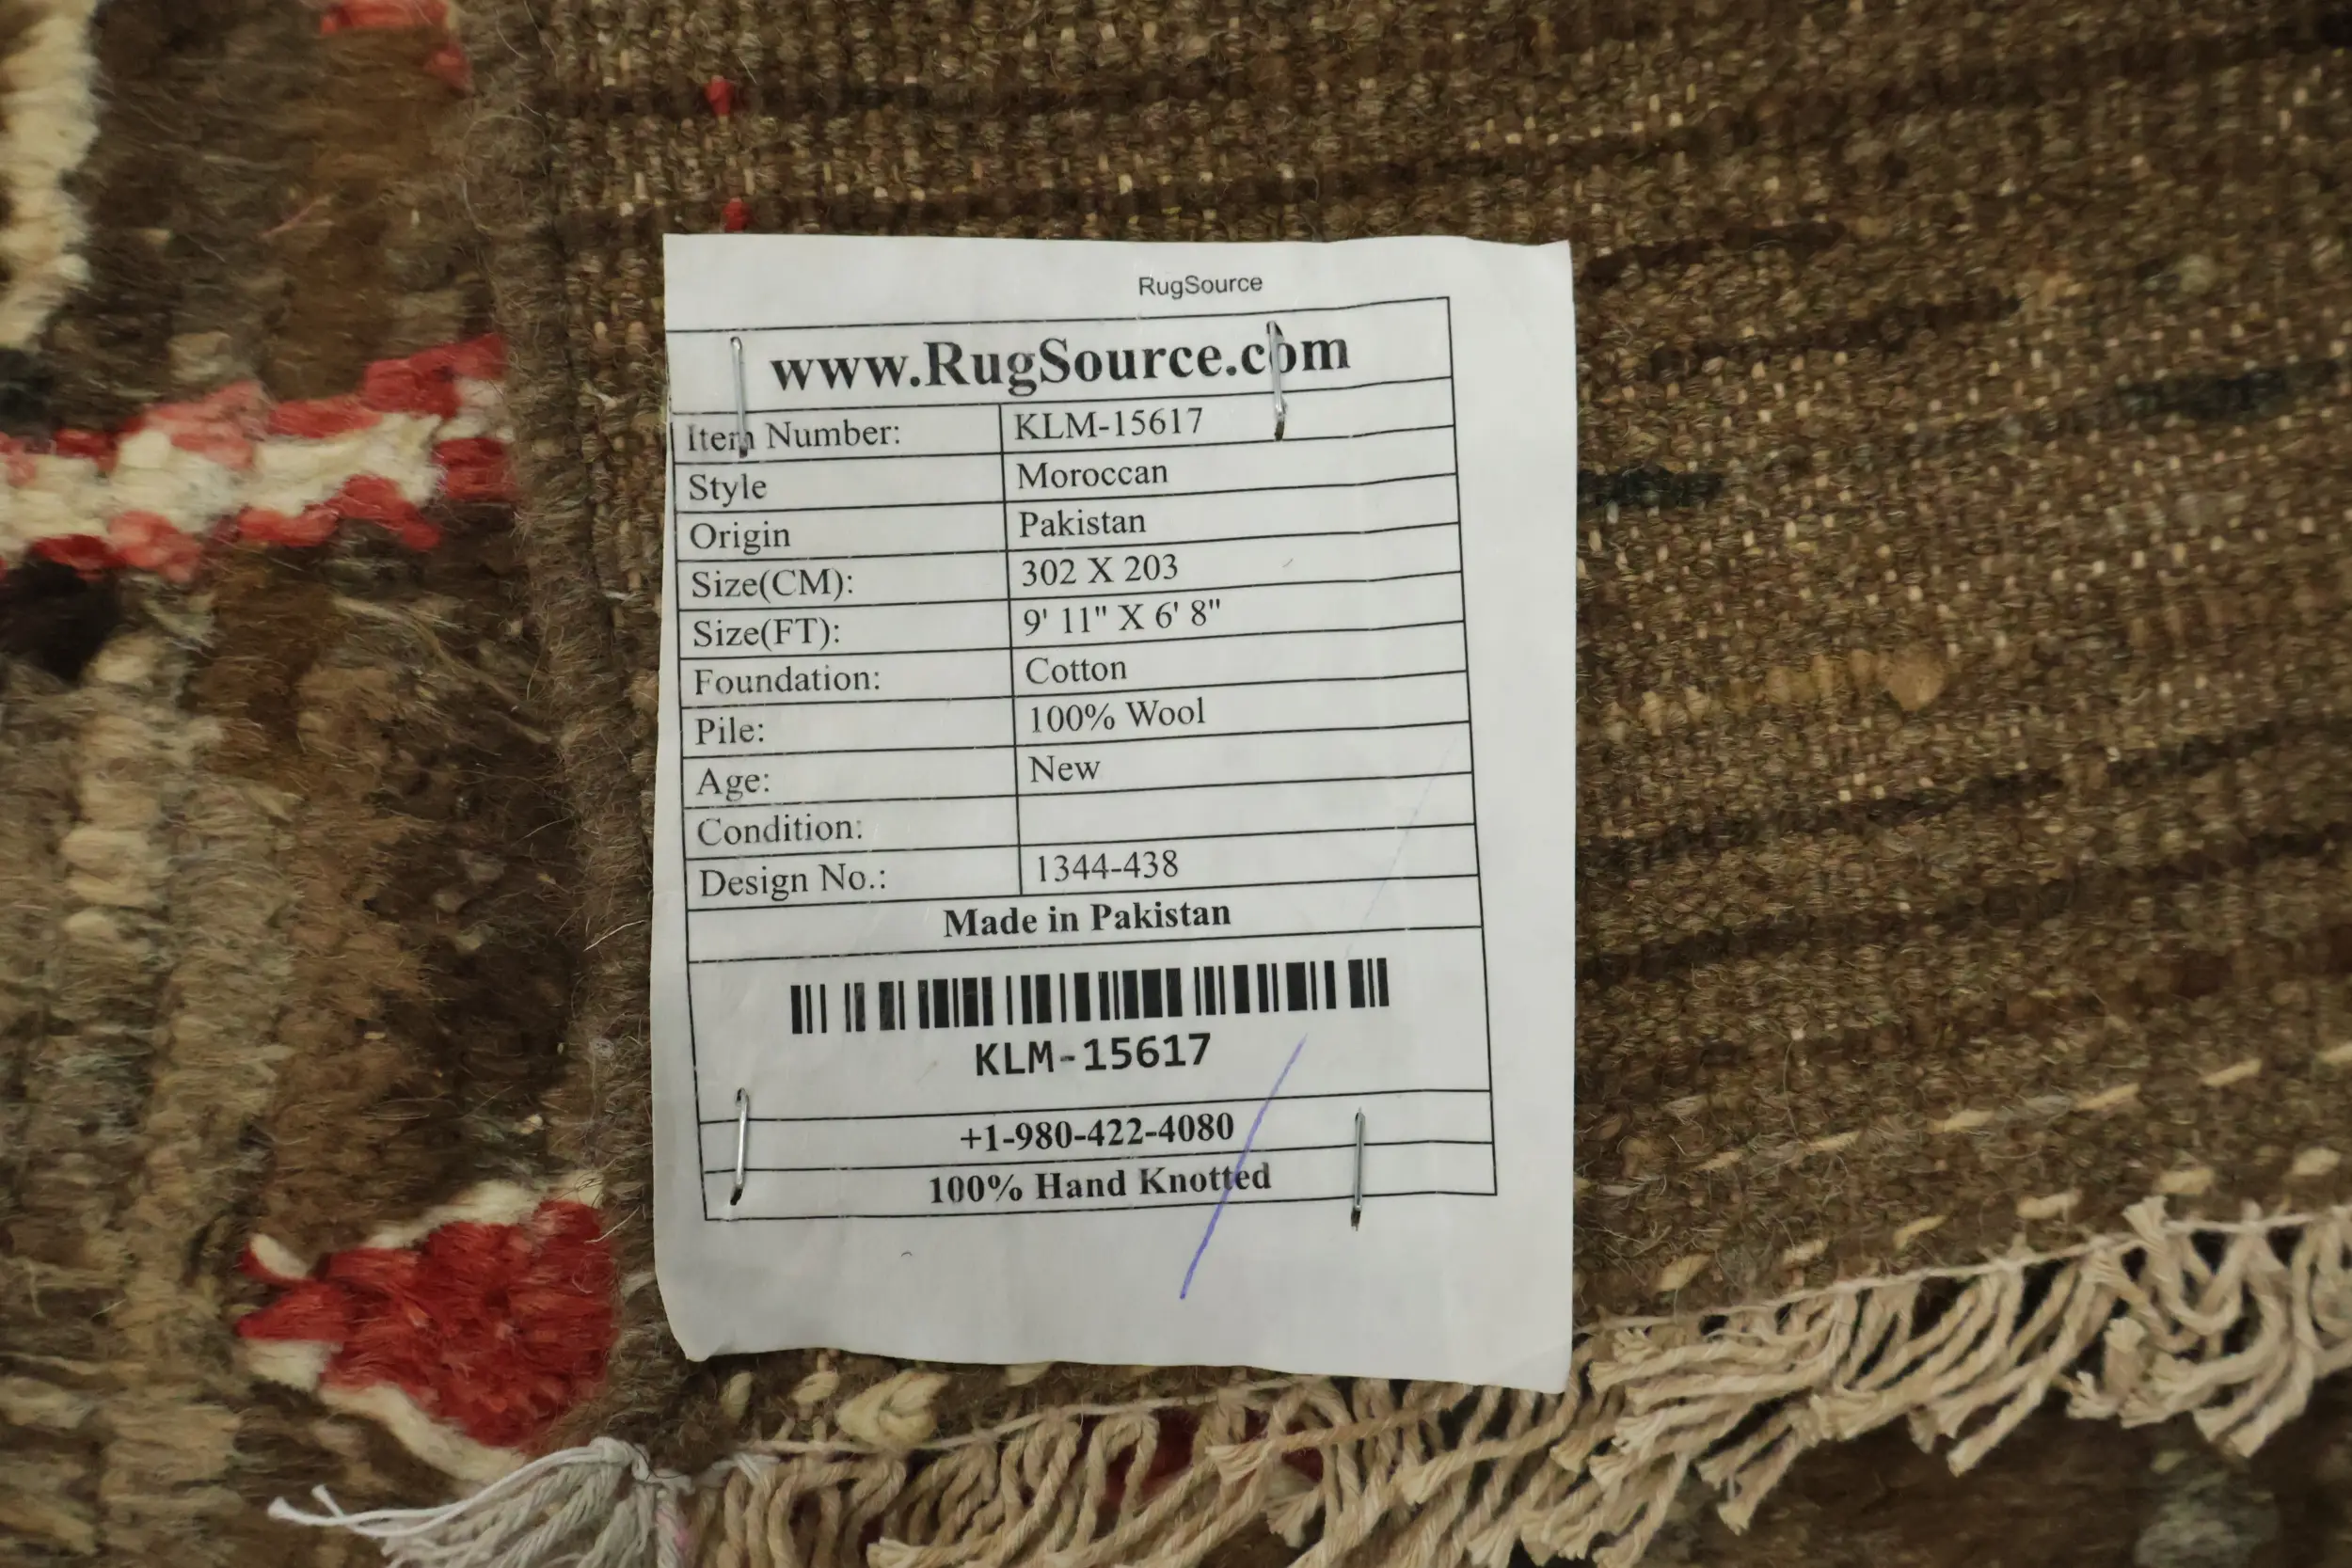 RugSource
www.RugSource.com
Item Number: KLM-15617
Style Moroccan
Origin Pakistan
Size(CM): 302 X 203
Size(FT): 9' 11" X 6' 8"
Foundation: Cotton
Pile: 100% Wool
Age: New
Condition:
Design No.: 1344-438
Made in Pakistan
KLM-15617
+1-980-422-4080
100% Hand Knotted